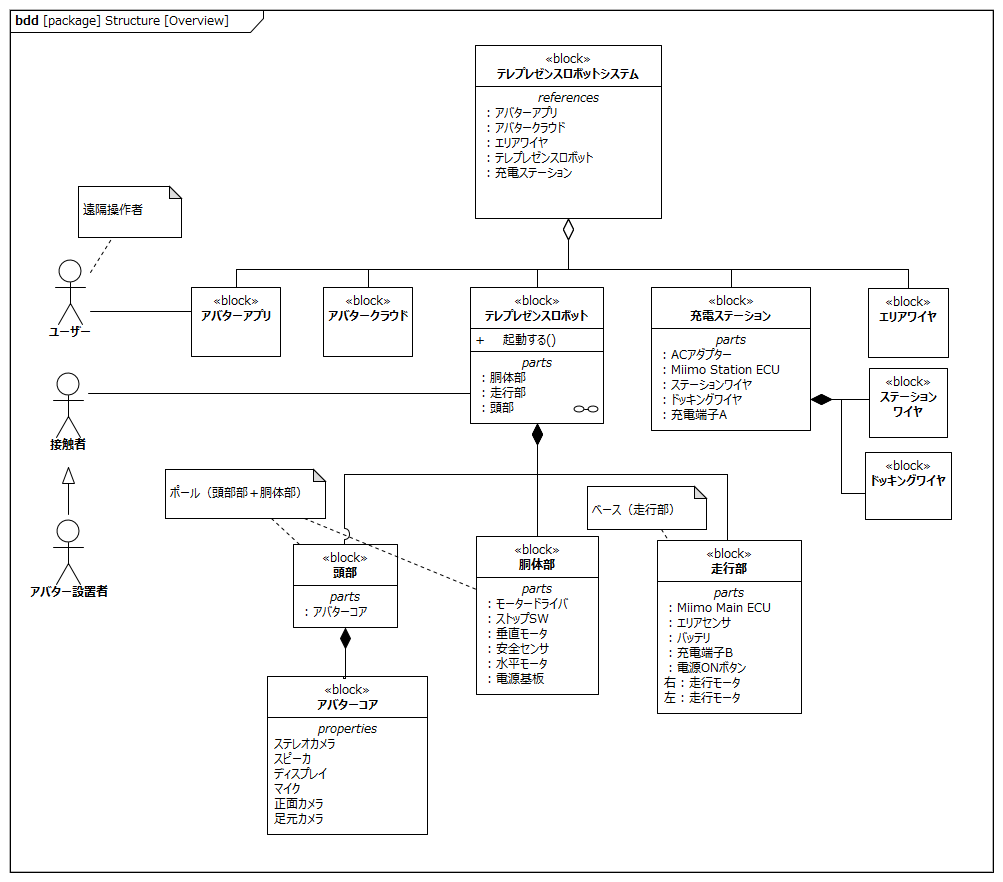 bdd [package] Structure [Overview]
«block»
テレプレゼンスロボットシステム
references
: アバターアプリ
: アバタークラウド
: エリアワイヤ
: テレプレゼンスロボット
: 充電ステーション
遠隔操作者
ユーザー
«block»
アバターアプリ
«block»
アバタークラウド
«block»
テレプレゼンスロボット
+ 起動する()
parts
: 胴体部
: 走行部
: 頭部
«block»
充電ステーション
parts
: ACアダプター
: Miimo Station ECU
: ステーションワイヤ
: ドッキングワイヤ
: 充電端子A
«block»
エリアワイヤ
«block»
ステーション
ワイヤ
«block»
ドッキングワイヤ
接触者
アバター設置者
ポール（頭部部＋胴体部）
ベース（走行部）
«block»
頭部
parts
: アバターコア
«block»
胴体部
parts
: モータードライバ
: ストップSW
: 垂直モータ
: 安全センサ
: 水平モータ
: 電源基板
«block»
走行部
parts
: Miimo Main ECU
: エリアセンサ
: バッテリ
: 充電端子B
: 電源ONボタン
右 : 走行モータ
左 : 走行モータ
«block»
アバターコア
properties
ステレオカメラ
スピーカ
ディスプレイ
マイク
正面カメラ
足元カメラ